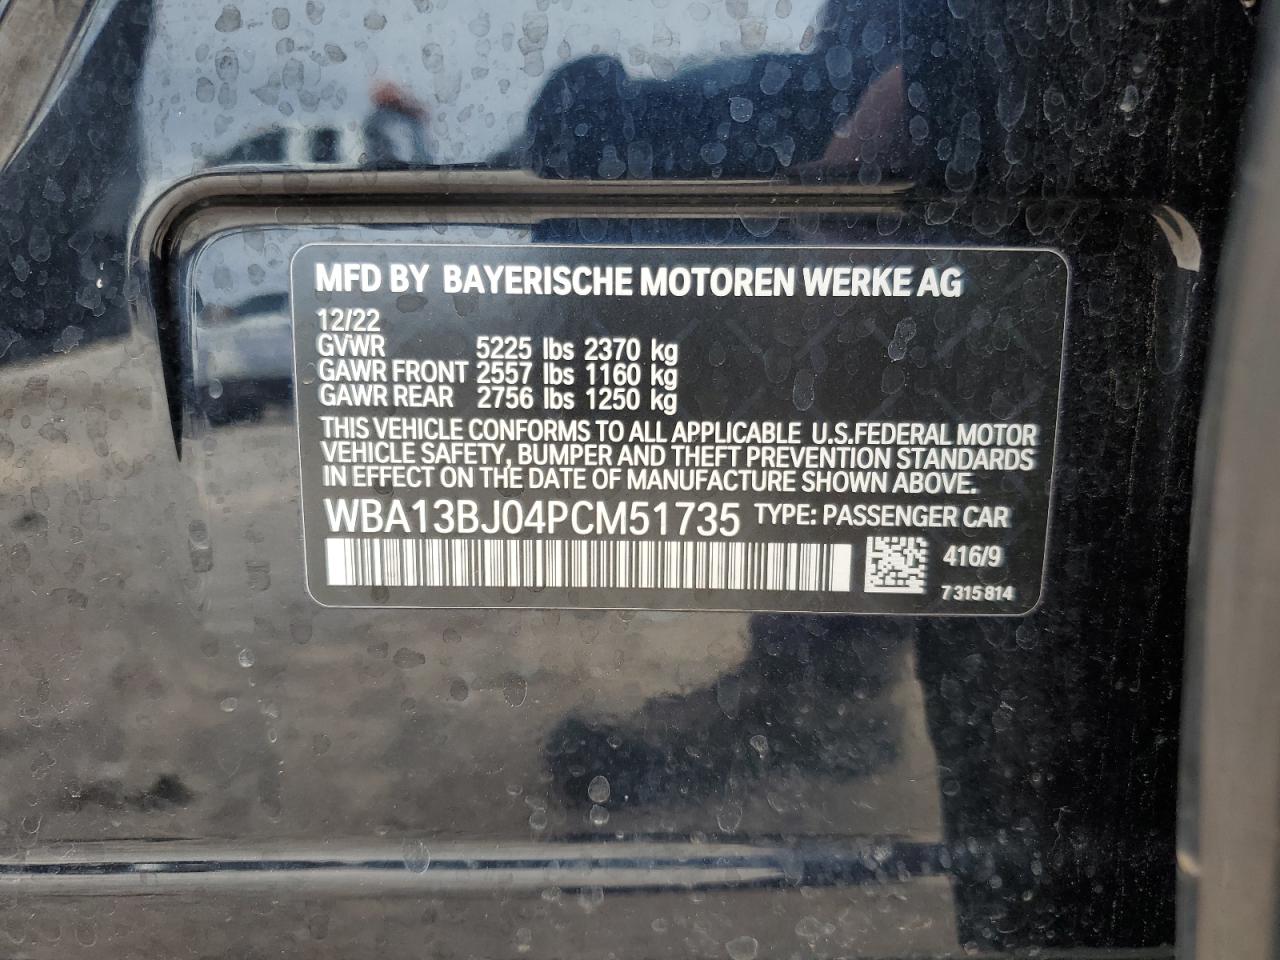 MFD BY BAYERISCHE MOTOREN WERKE AG
12/22
GVWR 5225 lbs 2370 kg
GAWR FRONT 2557 lbs 1160 kg
GAWR REAR 2756 lbs 1250 kg
THIS VEHICLE CONFORMS TO ALL APPLICABLE U.S.FEDERAL MOTOR
VEHICLE SAFETY, BUMPER AND THEFT PREVENTION STANDARDS
IN EFFECT ON THE DATE OF MANUFACTURE SHOWN ABOVE.
WBA13BJ04PCM51735 TYPE: PASSENGER CAR
416/9
7 315 814